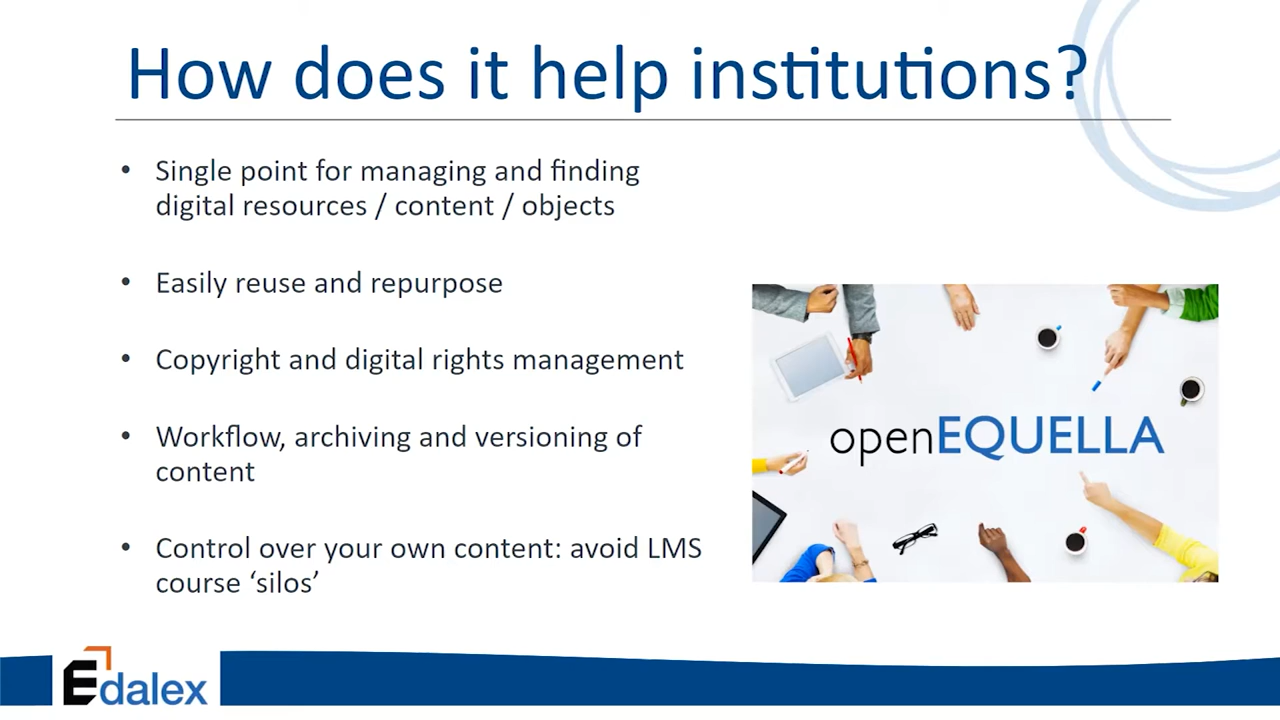 How does it help institutions?
• Single point for managing and finding
digital resources / content / objects
• Easily reuse and repurpose
• Copyright and digital rights management
• Workflow, archiving and versioning of
content
• Control over your own content: avoid LMS
course ‘silos’
openEQUELLA
Edalex